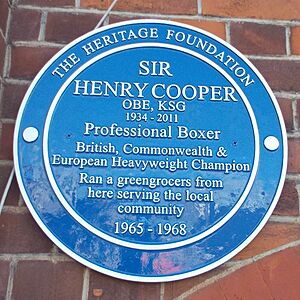 THE HERITAGE FOUNDATION
SIR
HENRY COOPER
OBE, KSG
1934 - 2011
Professional Boxer
British, Commonwealth &
European Heavyweight Champion
Ran a greengrocers from
here serving the local
community
1965 - 1968